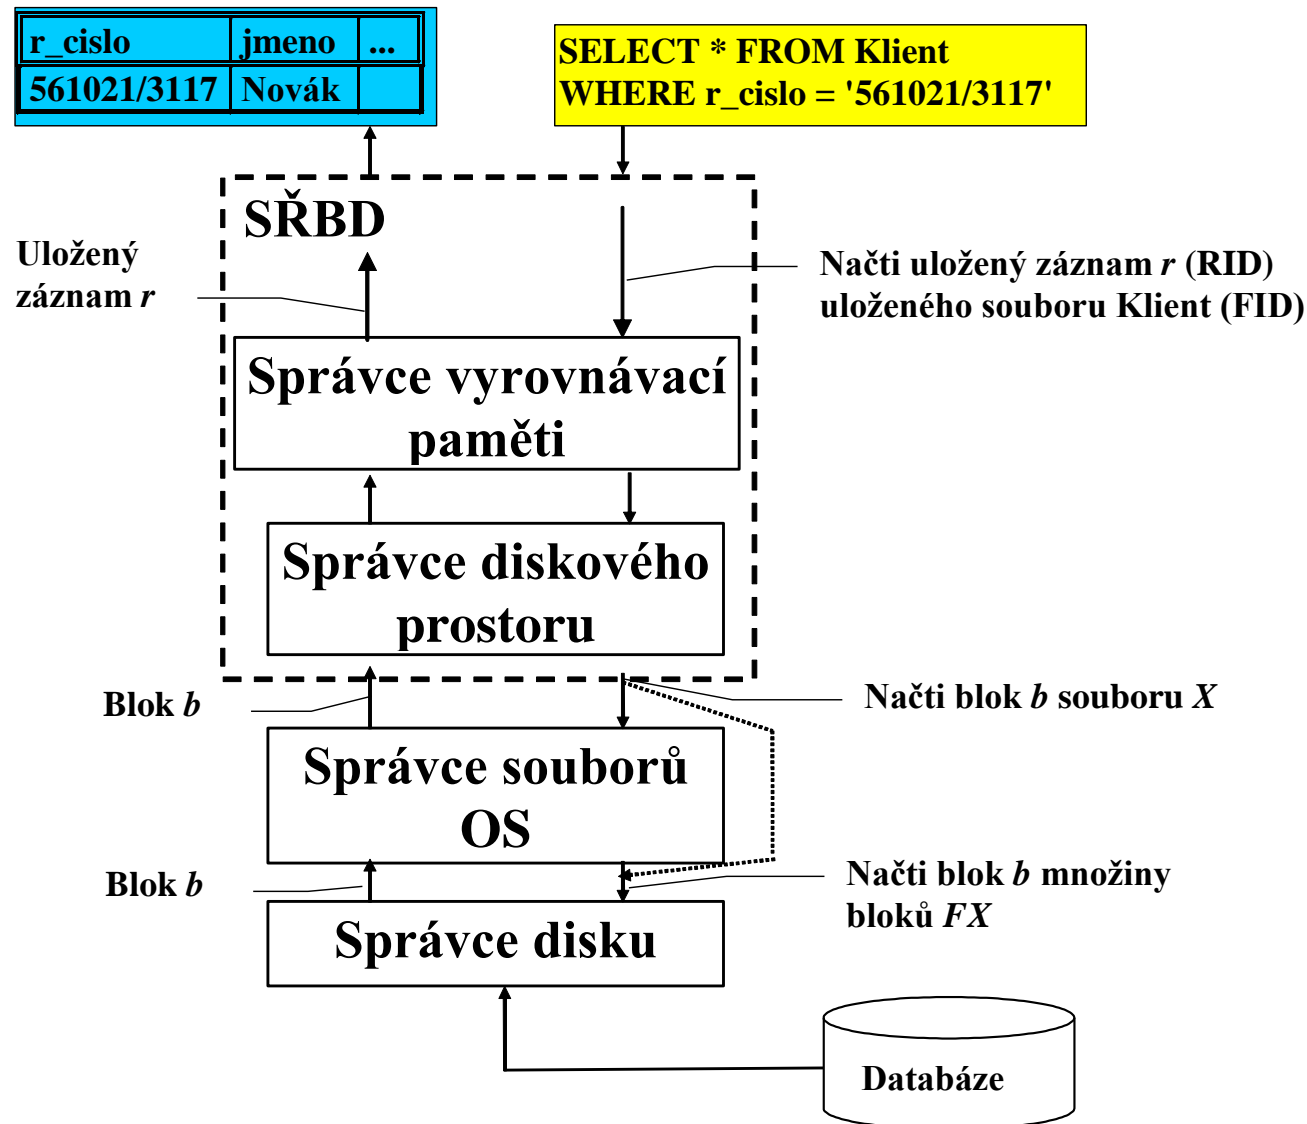 r_cislo jmeno ...
561021/3117 Novák
SELECT * FROM Klient
WHERE r_cislo = '561021/3117'
SŘBD
Uložený
záznam r
Načti uložený záznam r (RID)
uloženého souboru Klient (FID)
Správce vyrovnávací
paměti
Správce diskového
prostoru
Blok b
Načti blok b souboru X
Správce souborů
OS
Blok b
Načti blok b množiny
bloků FX
Správce disku
Databáze